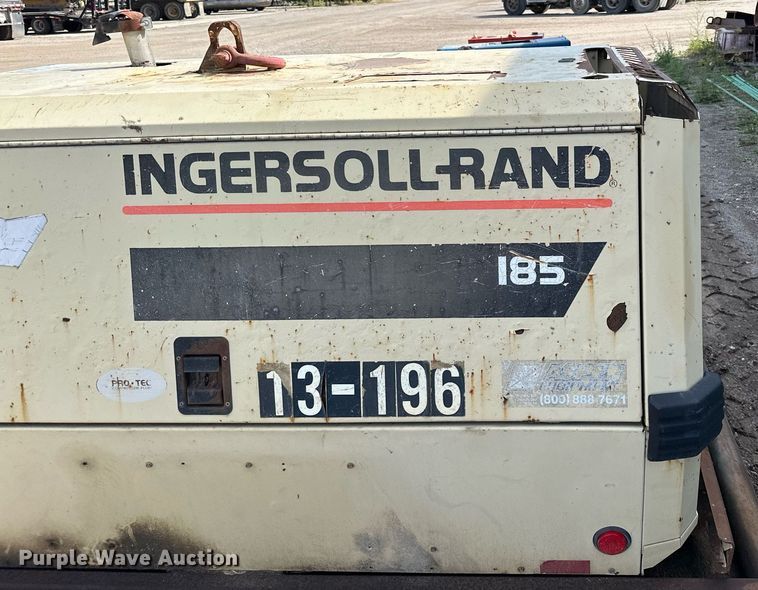 INGERSOLL-RAND®
185
PRO-TEC
13-196
(800) 888 7671
Purple Wave Auction